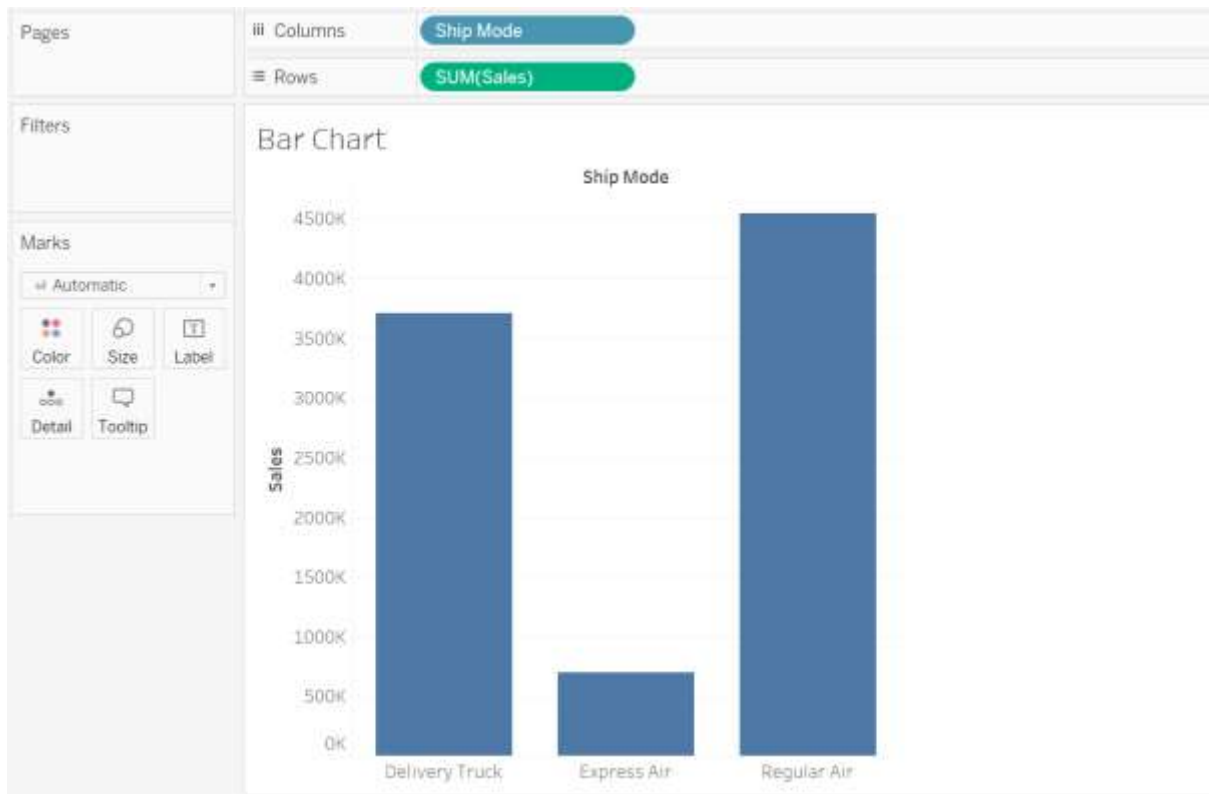 Pages
Columns
Ship Mode
Rows
SUM(Sales)
Filters
Marks
Automatic
Color
Size
Label
Detail
Tooltip
Bar Chart
Ship Mode
4500K
4000K
3500K
3000K
2500K
2000K
1500K
1000K
500K
0K
Sales
Delivery Truck
Express Air
Regular Air